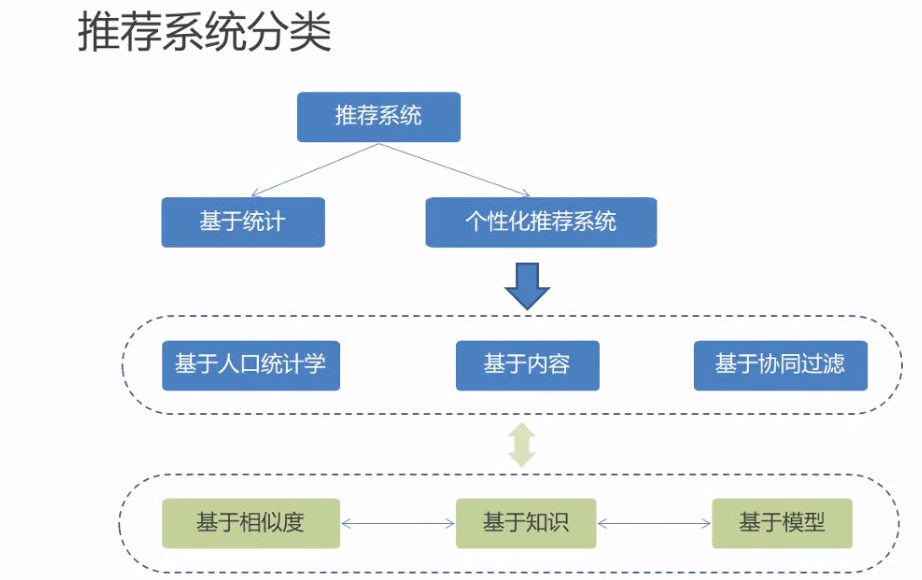 推荐系统分类
推荐系统
基于统计
个性化推荐系统
基于人口统计学
基于内容
基于协同过滤
基于相似度
基于知识
基于模型